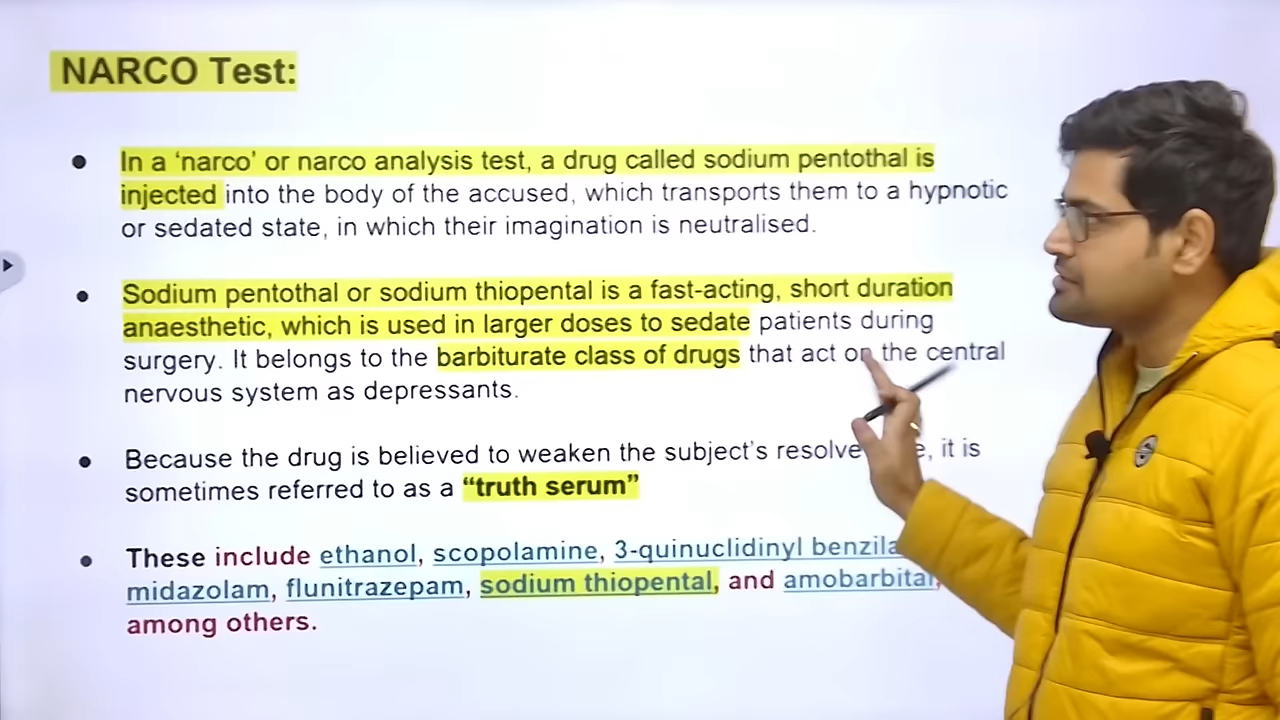 NARCO Test:
In a ‘narco’ or narco analysis test, a drug called sodium pentothal is
injected into the body of the accused, which transports them to a hypnotic
or sedated state, in which their imagination is neutralised.
Sodium pentothal or sodium thiopental is a fast-acting, short duration
anaesthetic, which is used in larger doses to sedate patients during
surgery. It belongs to the barbiturate class of drugs that act on the central
nervous system as depressants.
Because the drug is believed to weaken the subject’s resolve it is
sometimes referred to as a “truth serum”
These include ethanol, scopolamine, 3-quinuclidinyl
midazolam, flunitrazepam, sodium thiopental, and amobarbital,
among others.